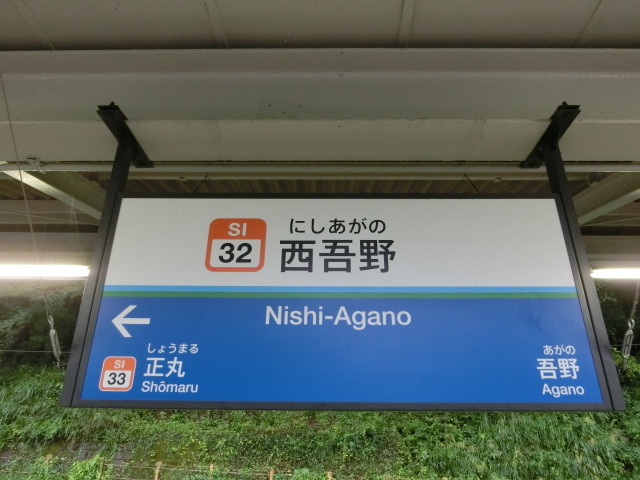 にしあがの
SI
32
西吾野
Nishi-Agano
しょうまる
SI
33
正丸
Shōmaru
あがの
吾野
Agano